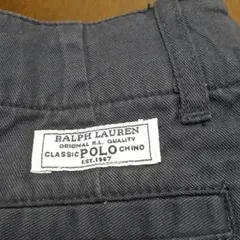 RALPH LAUREN
ORIGINAL R.L. QUALITY
CLASSIC POLO CHINO
EST. 1967